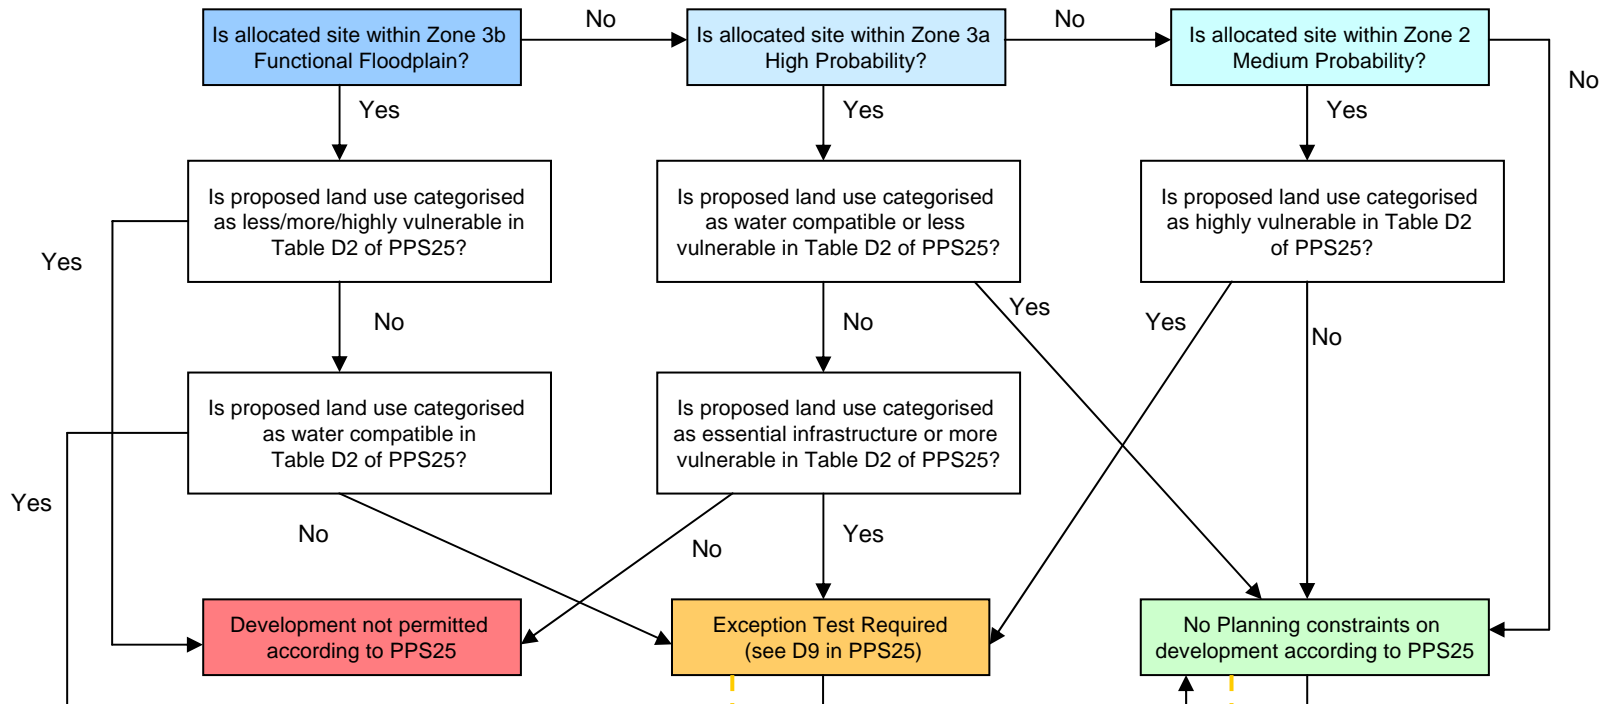 Is allocated site within Zone 3b
Functional Floodplain?
No
Is allocated site within Zone 3a
High Probability?
No
Is allocated site within Zone 2
Medium Probability?
No
Yes
Yes
Yes
Is proposed land use categorised
as less/more/highly vulnerable in
Table D2 of PPS25?
Is proposed land use categorised
as water compatible or less
vulnerable in Table D2 of PPS25?
Is proposed land use categorised
as highly vulnerable in Table D2
of PPS25?
Yes
No
No
Yes
Yes
No
Is proposed land use categorised
as water compatible in
Table D2 of PPS25?
Is proposed land use categorised
as essential infrastructure or more
vulnerable in Table D2 of PPS25?
Yes
No
No
Yes
Development not permitted
according to PPS25
Exception Test Required
(see D9 in PPS25)
No Planning constraints on
development according to PPS25